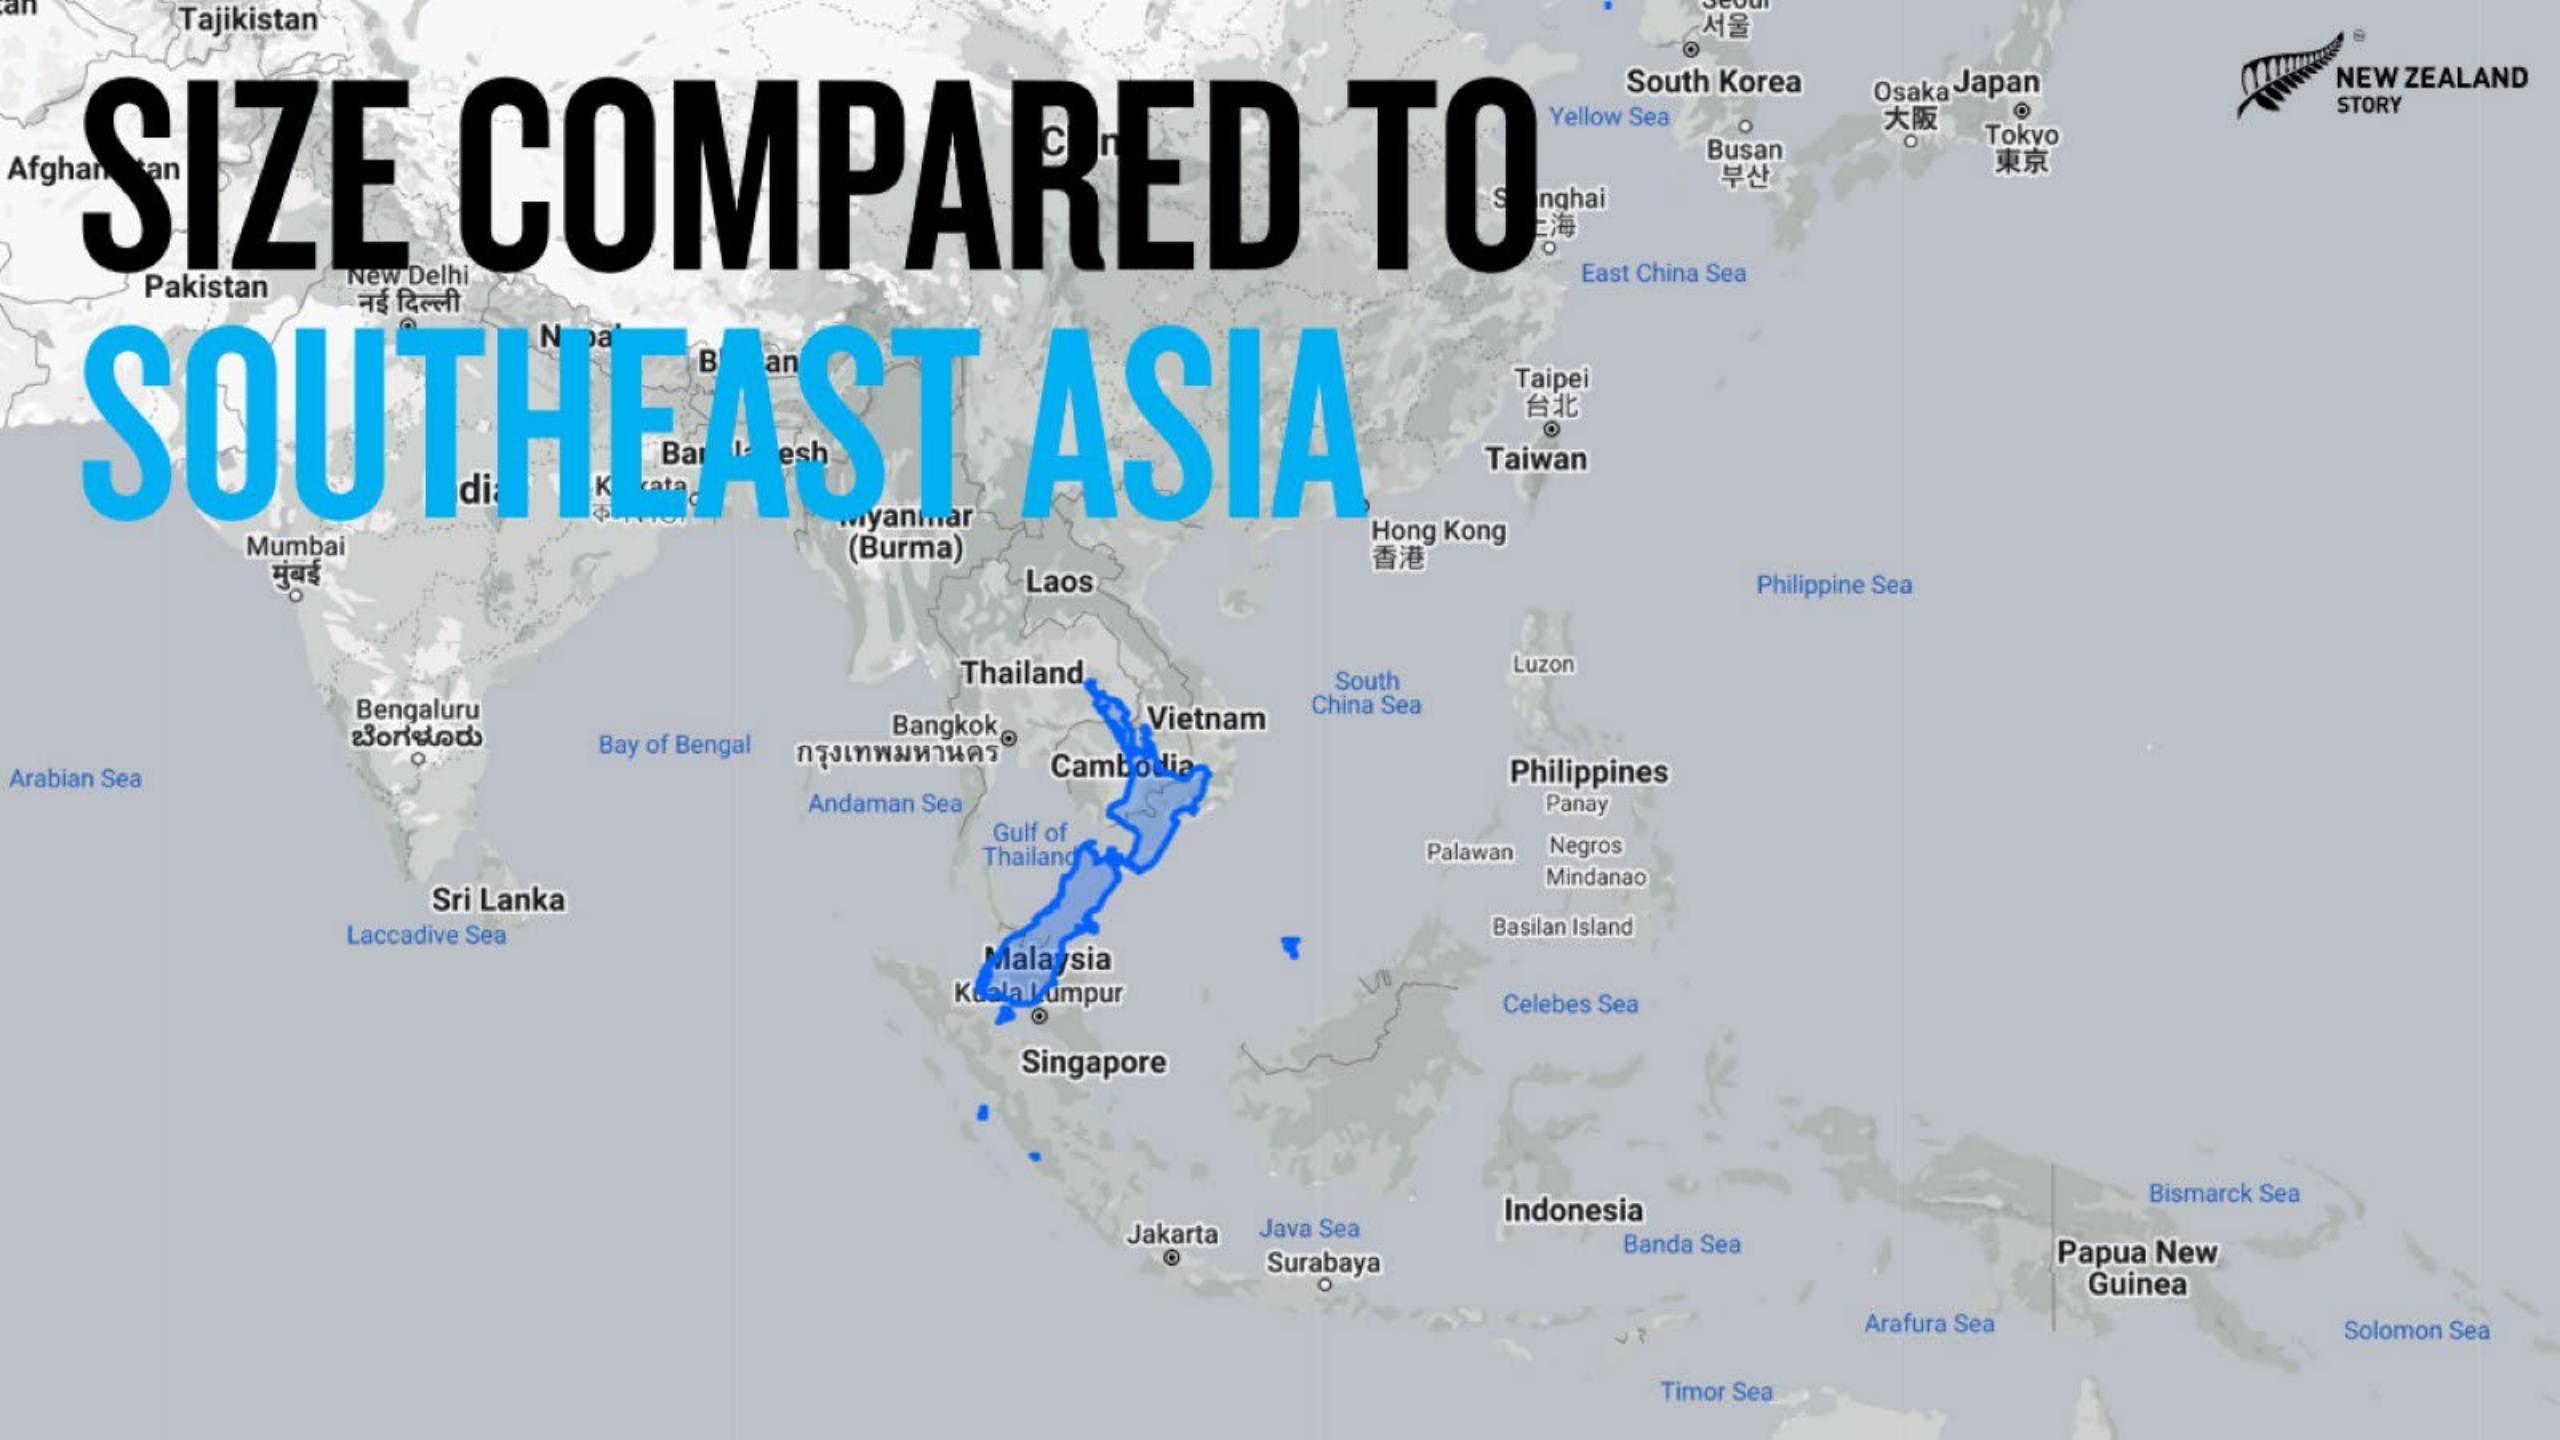 Tajikistan
서울
South Korea
Japan
Osaka
大阪
Tokyo
東京
NEW ZEALAND
STORY
SIZE COMPARED TO
Yellow Sea
Busan
부산
Pakistan
New Delhi
नई दिल्ली
East China Sea
SOUTHEAST ASIA
Taipei
台北
Taiwan
Myanmar
(Burma)
Hong Kong
香港
Mumbai
मुंबई
Laos
Philippine Sea
Thailand
Luzon
South
China Sea
Vietnam
Bengaluru
ಬೆಂಗಳೂರು
Bangkok
กรุงเทพมหานคร
Bay of Bengal
Cambodia
Philippines
Arabian Sea
Andaman Sea
Panay
Gulf of
Thailand
Palawan
Negros
Mindanao
Sri Lanka
Laccadive Sea
Basilan Island
Malaysia
Kuala Lumpur
Celebes Sea
Singapore
Bismarck Sea
Indonesia
Jakarta
Java Sea
Surabaya
Banda Sea
Papua New
Guinea
Arafura Sea
Solomon Sea
Timor Sea